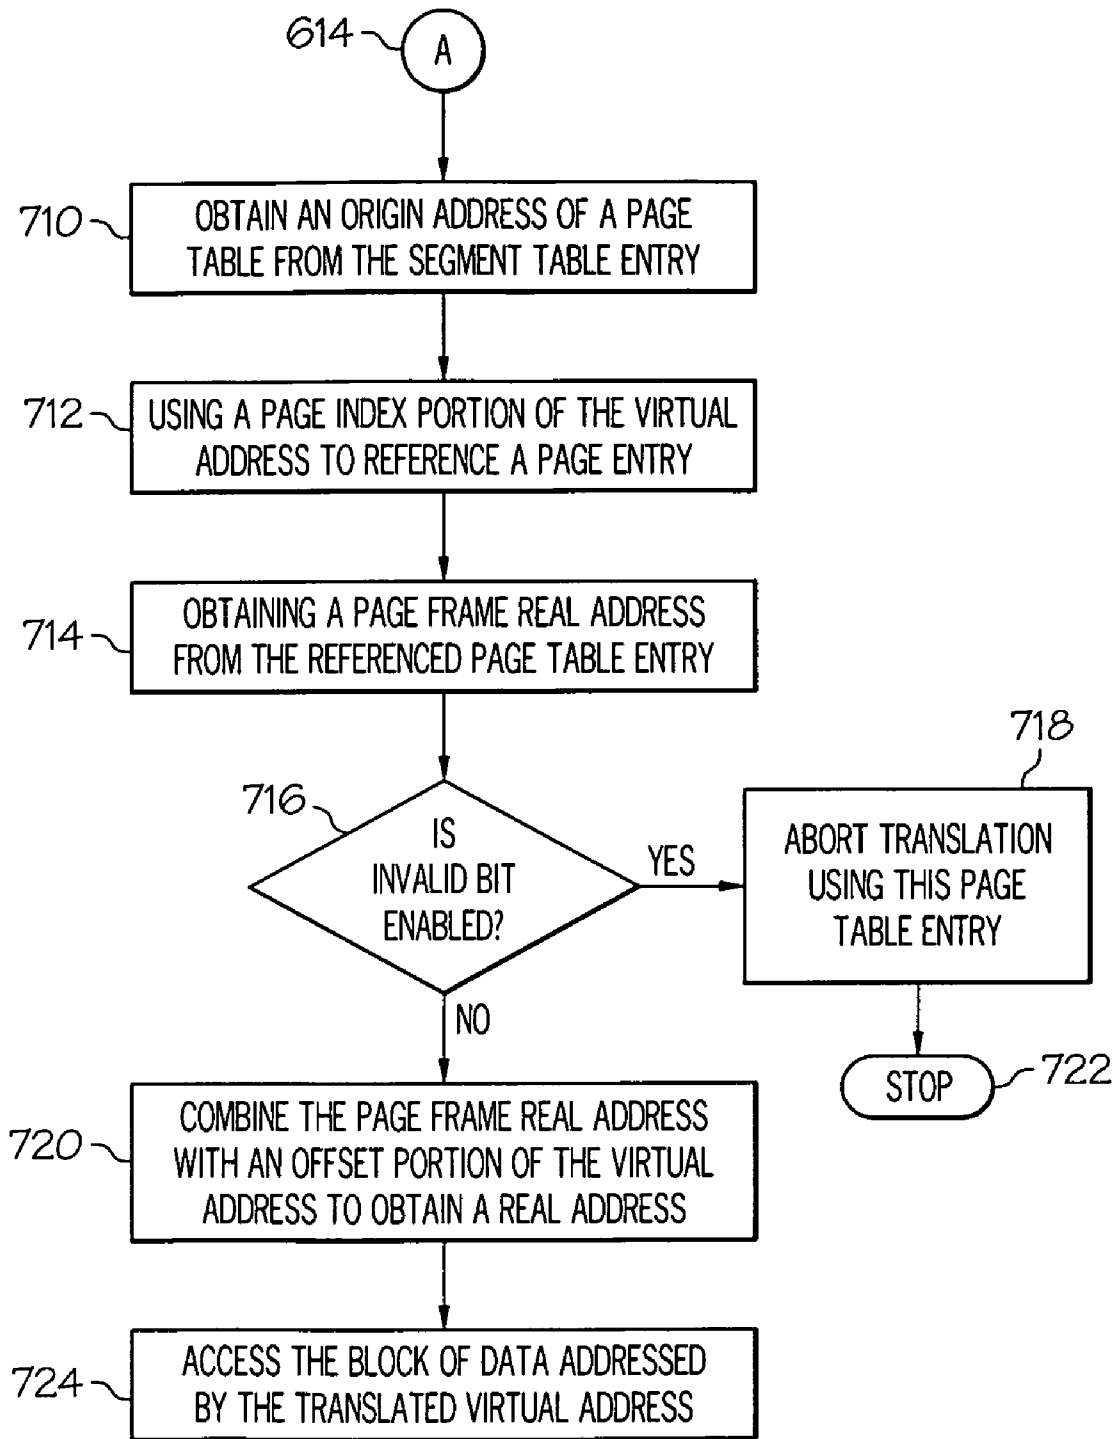 614
A
710
OBTAIN AN ORIGIN ADDRESS OF A PAGE
TABLE FROM THE SEGMENT TABLE ENTRY
712
USING A PAGE INDEX PORTION OF THE VIRTUAL
ADDRESS TO REFERENCE A PAGE ENTRY
714
OBTAINING A PAGE FRAME REAL ADDRESS
FROM THE REFERENCED PAGE TABLE ENTRY
716
IS
INVALID BIT
ENABLED?
YES
718
ABORT TRANSLATION
USING THIS PAGE
TABLE ENTRY
NO
STOP
722
720
COMBINE THE PAGE FRAME REAL ADDRESS
WITH AN OFFSET PORTION OF THE VIRTUAL
ADDRESS TO OBTAIN A REAL ADDRESS
724
ACCESS THE BLOCK OF DATA ADDRESSED
BY THE TRANSLATED VIRTUAL ADDRESS